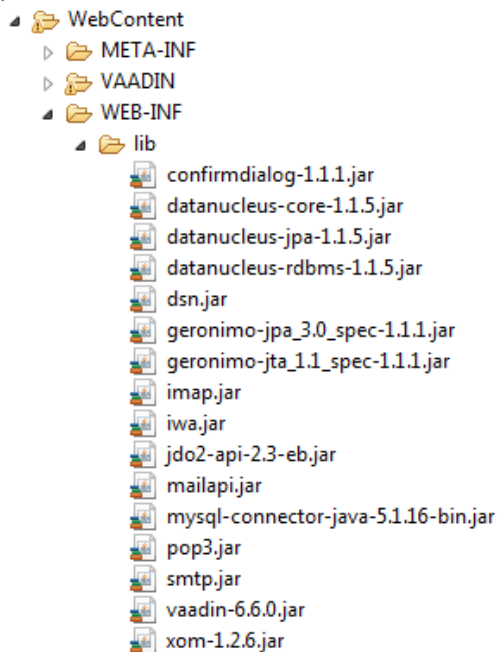 WebContent
META-INF
VAADIN
WEB-INF
lib
confirmdialog-1.1.1.jar
datanucleus-core-1.1.5.jar
datanucleus-jpa-1.1.5.jar
datanucleus-rdbms-1.1.5.jar
dsn.jar
geronimo-jpa_3.0_spec-1.1.1.jar
geronimo-jta_1.1_spec-1.1.1.jar
imap.jar
iwa.jar
jdo2-api-2.3-eb.jar
mailapi.jar
mysql-connector-java-5.1.16-bin.jar
pop3.jar
smtp.jar
vaadin-6.6.0.jar
xom-1.2.6.jar